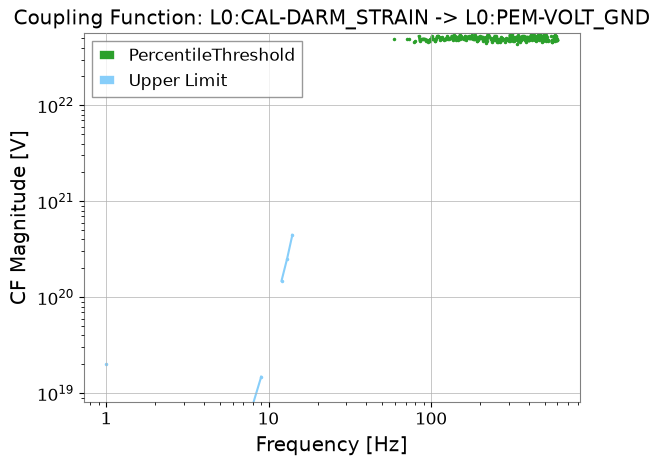 Coupling Function: L0:CAL-DARM_STRAIN -> L0:PEM-VOLT_GND
PercentileThreshold
Upper Limit
CF Magnitude [V]
10^22
10^21
10^20
10^19
1
10
100
Frequency [Hz]